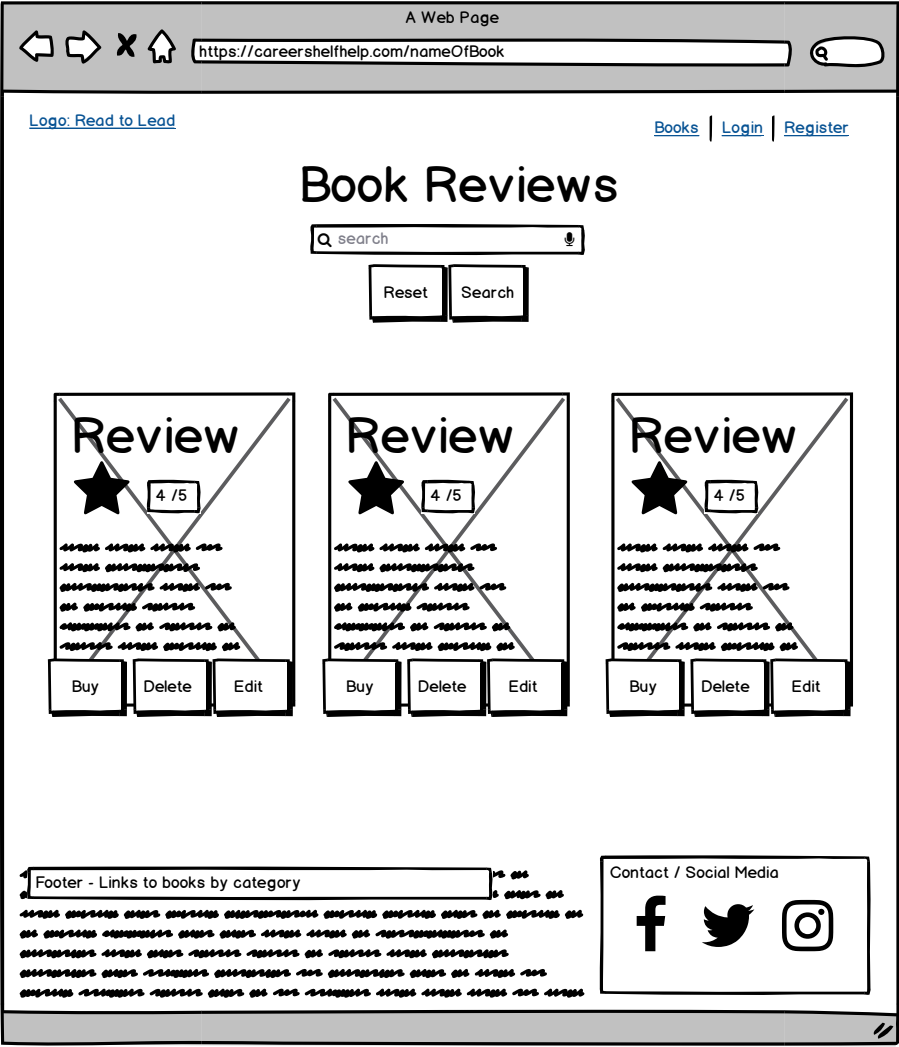 A Web Page
https://careershelfhelp.com/nameOfBook
Logo: Read to Lead
Books | Login | Register
Book Reviews
search
Reset Search
Review Review Review
4 /5 4 /5 4 /5
Buy Delete Edit Buy Delete Edit Buy Delete Edit
Footer - Links to books by category
Contact / Social Media